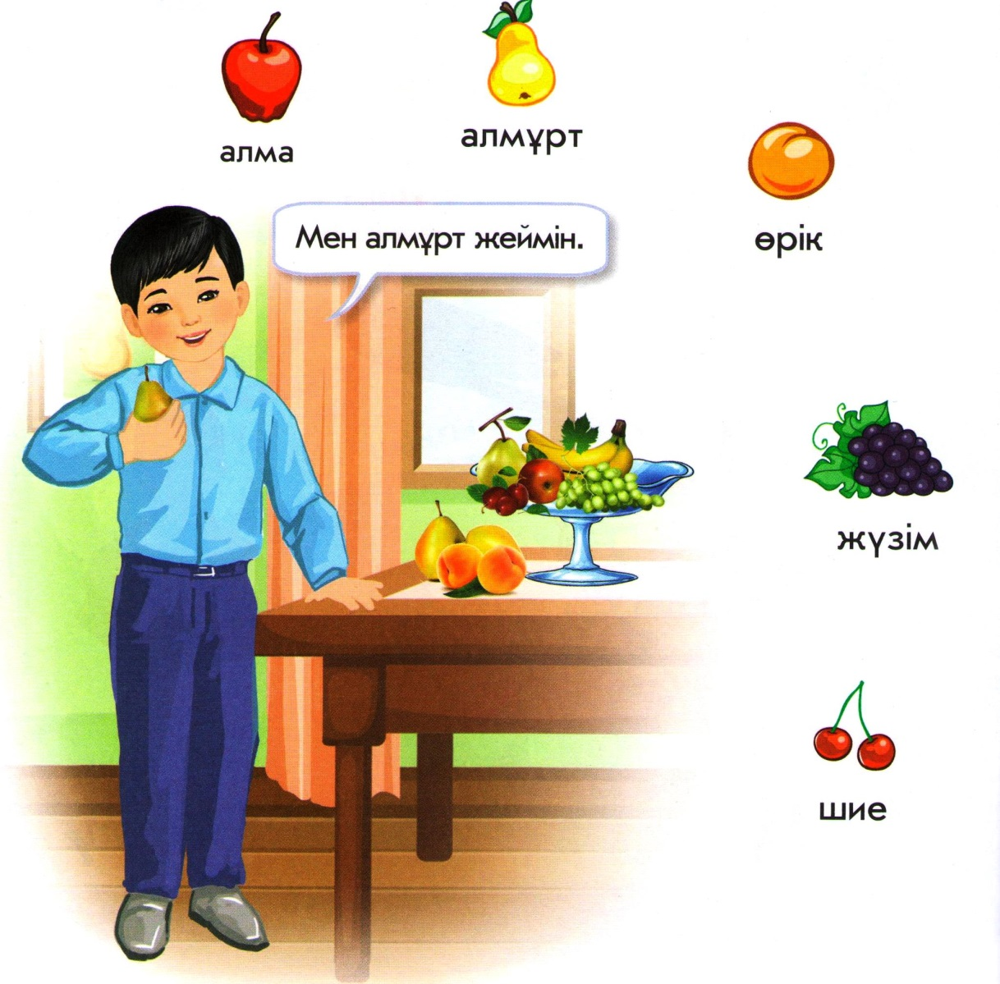 алма
алмұрт
өрік
Мен алмұрт жеймін.
жүзім
шие